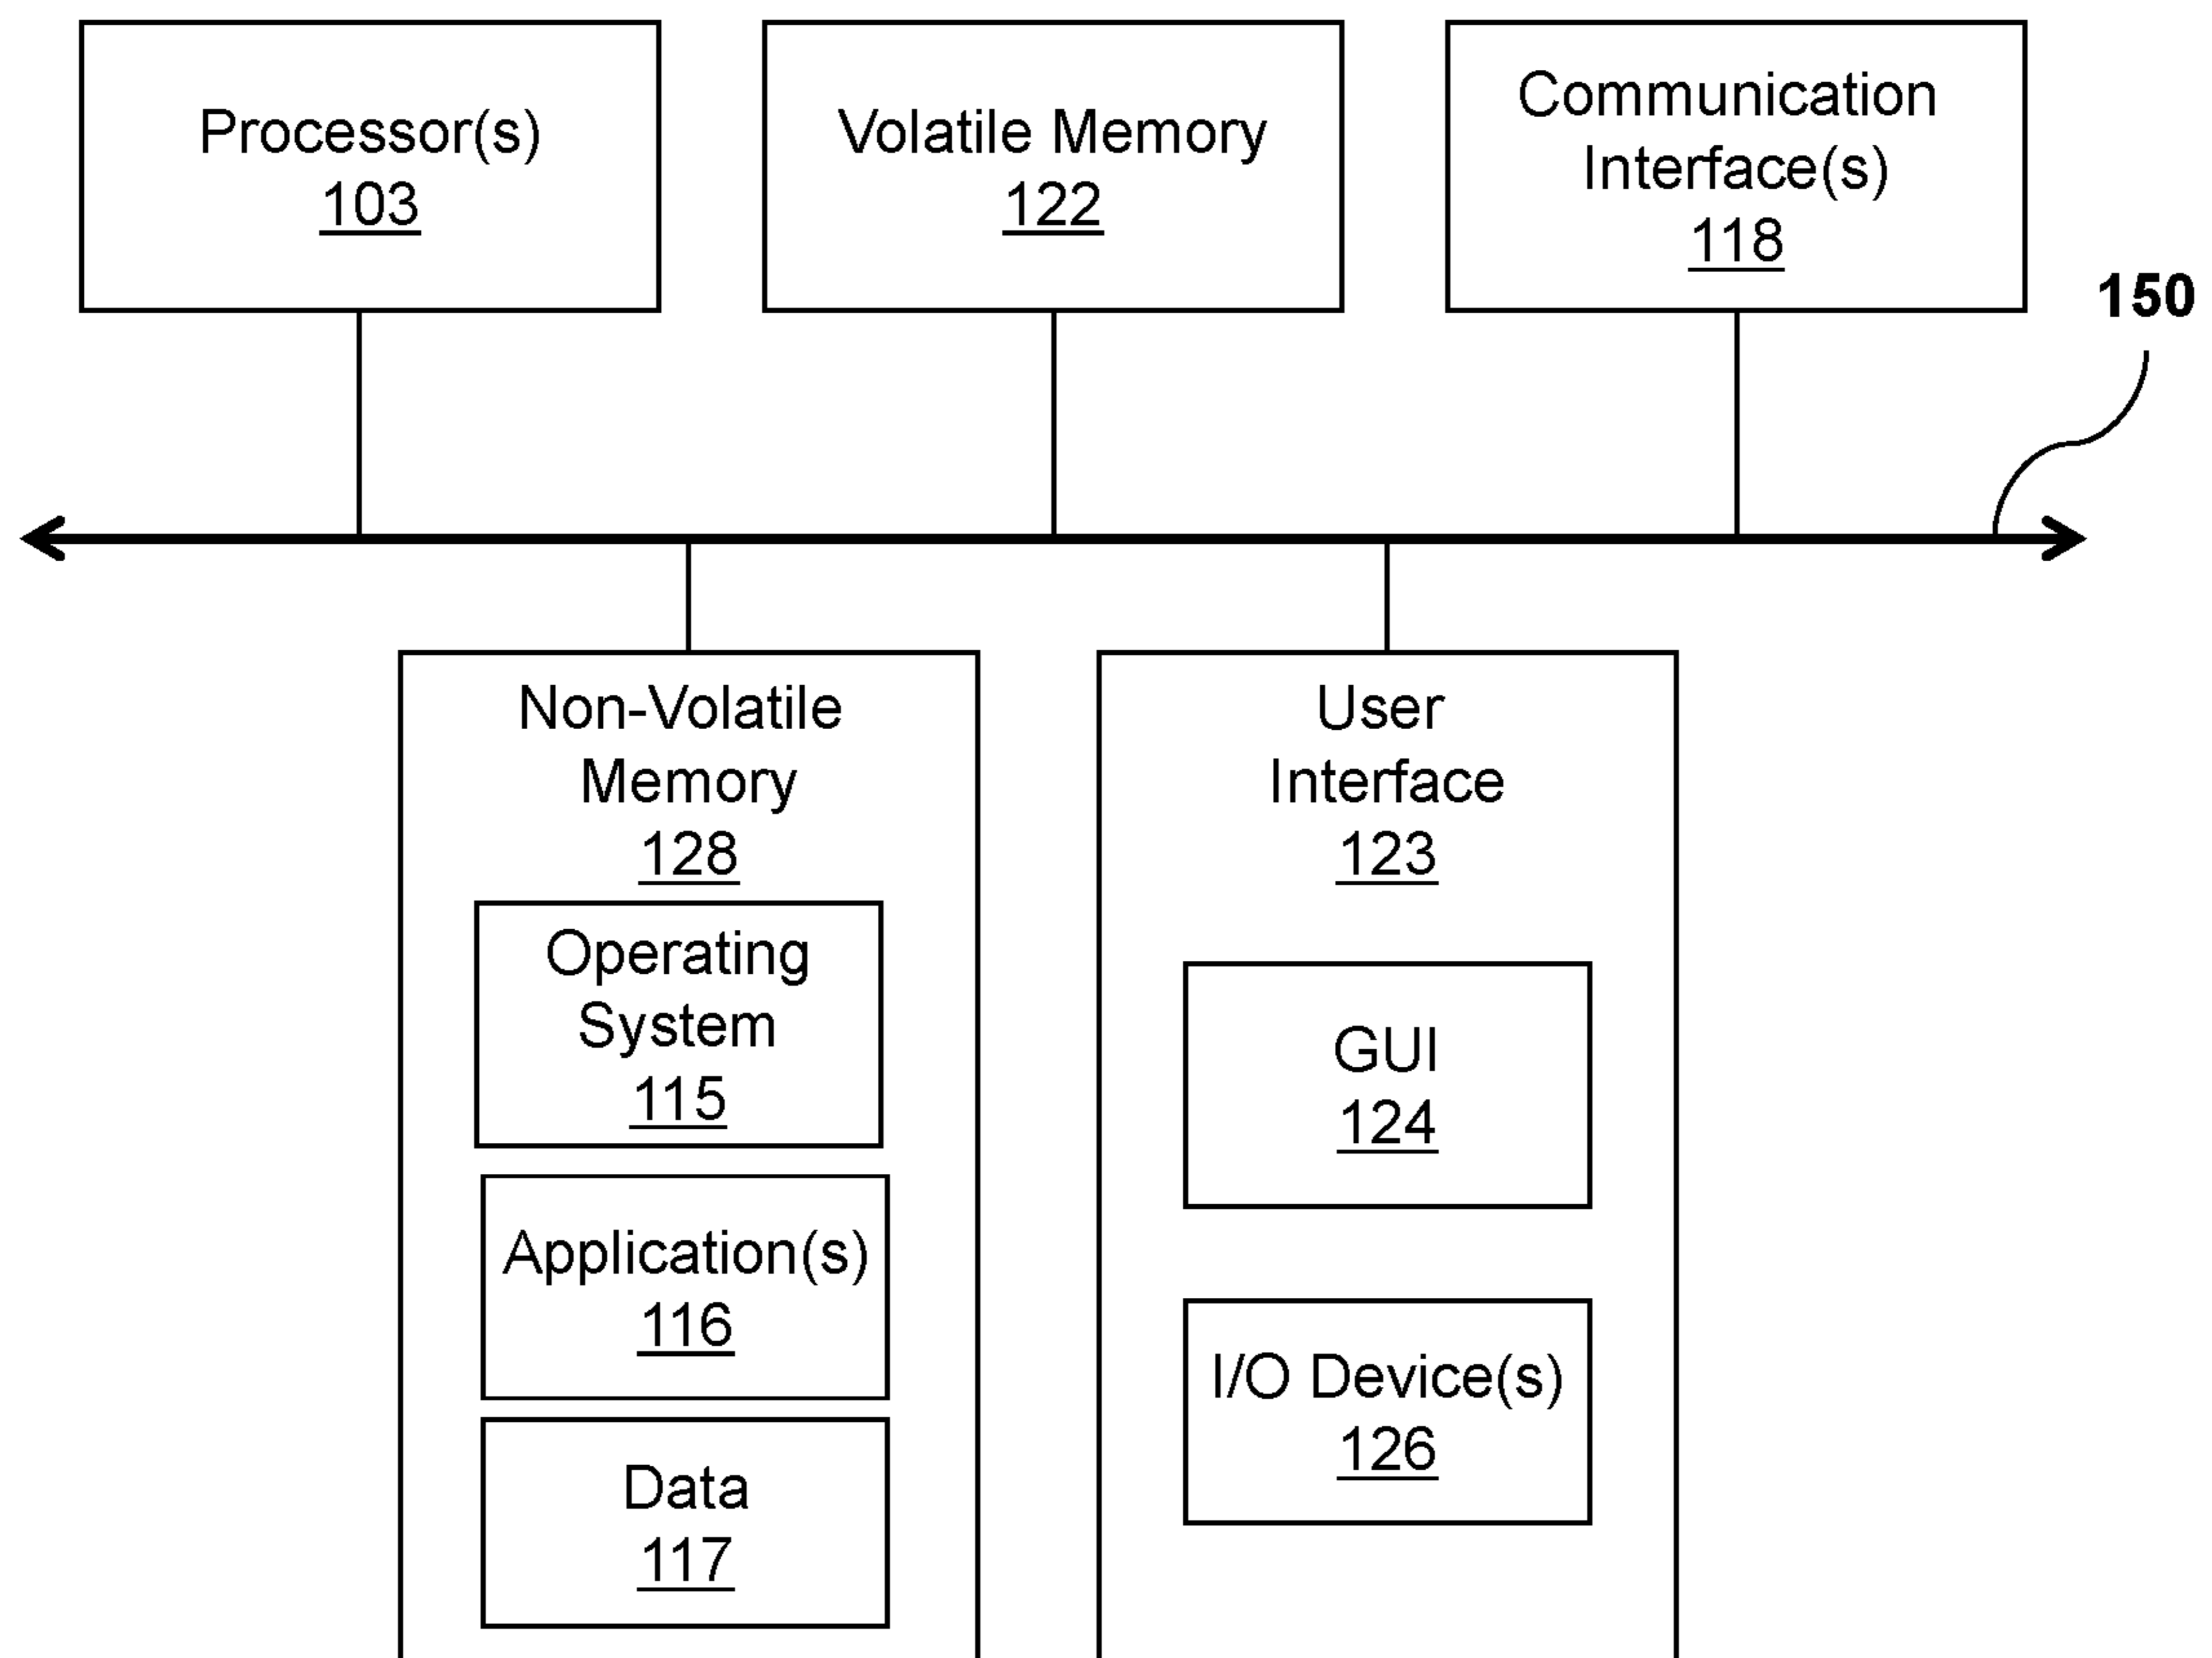 Processor(s)
103
Volatile Memory
122
Communication
Interface(s)
118
150
Non-Volatile
Memory
128
Operating
System
115
Application(s)
116
Data
117
User
Interface
123
GUI
124
I/O Device(s)
126